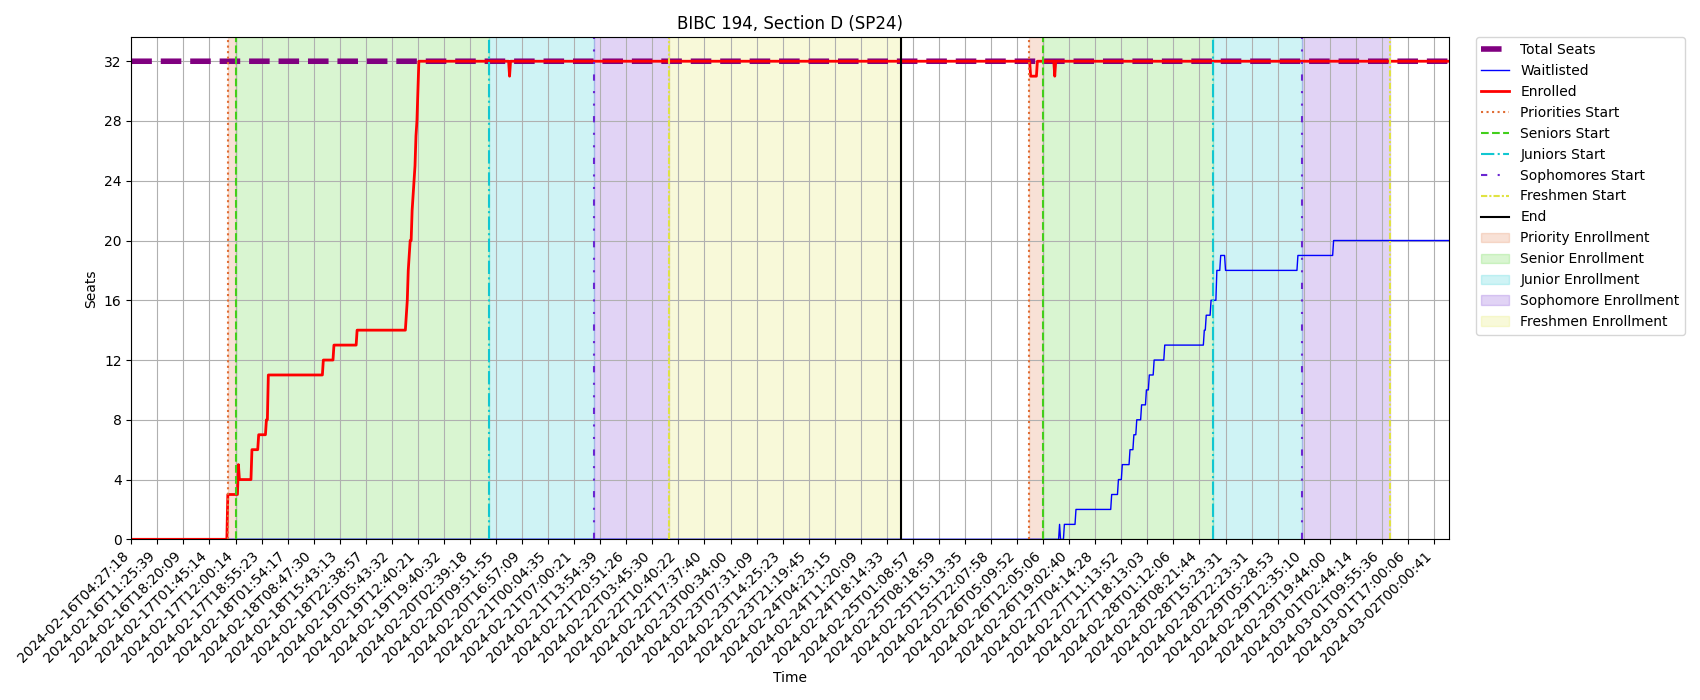 BIBC 194, Section D (SP24)
32
28
24
20
16
12
8
4
0
Seats
2024-02-16T04:27:18
2024-02-16T11:25:39
2024-02-16T18:20:09
2024-02-17T01:45:14
2024-02-17T12:00:14
2024-02-17T18:55:23
2024-02-18T01:54:17
2024-02-18T08:47:30
2024-02-18T15:43:13
2024-02-18T22:38:57
2024-02-19T05:43:32
2024-02-19T12:40:21
2024-02-19T19:40:32
2024-02-20T02:39:18
2024-02-20T09:51:55
2024-02-20T16:57:09
2024-02-21T00:04:35
2024-02-21T07:00:21
2024-02-21T13:54:39
2024-02-21T20:51:26
2024-02-22T03:45:30
2024-02-22T10:40:22
2024-02-22T17:37:40
2024-02-23T00:34:00
2024-02-23T07:31:09
2024-02-23T14:25:23
2024-02-23T21:19:45
2024-02-24T04:23:15
2024-02-24T11:20:09
2024-02-24T18:14:33
2024-02-25T01:08:57
2024-02-25T08:18:59
2024-02-25T15:13:35
2024-02-25T22:07:58
2024-02-26T05:09:52
2024-02-26T12:05:06
2024-02-26T19:02:40
2024-02-27T04:14:28
2024-02-27T11:13:52
2024-02-27T18:13:03
2024-02-28T01:12:06
2024-02-28T08:21:44
2024-02-28T15:23:31
2024-02-28T22:23:31
2024-02-29T05:28:53
2024-02-29T12:35:10
2024-02-29T19:44:00
2024-03-01T02:44:14
2024-03-01T09:55:36
2024-03-01T17:00:06
2024-03-02T00:00:41
Time
Total Seats
Waitlisted
Enrolled
Priorities Start
Seniors Start
Juniors Start
Sophomores Start
Freshmen Start
End
Priority Enrollment
Senior Enrollment
Junior Enrollment
Sophomore Enrollment
Freshmen Enrollment